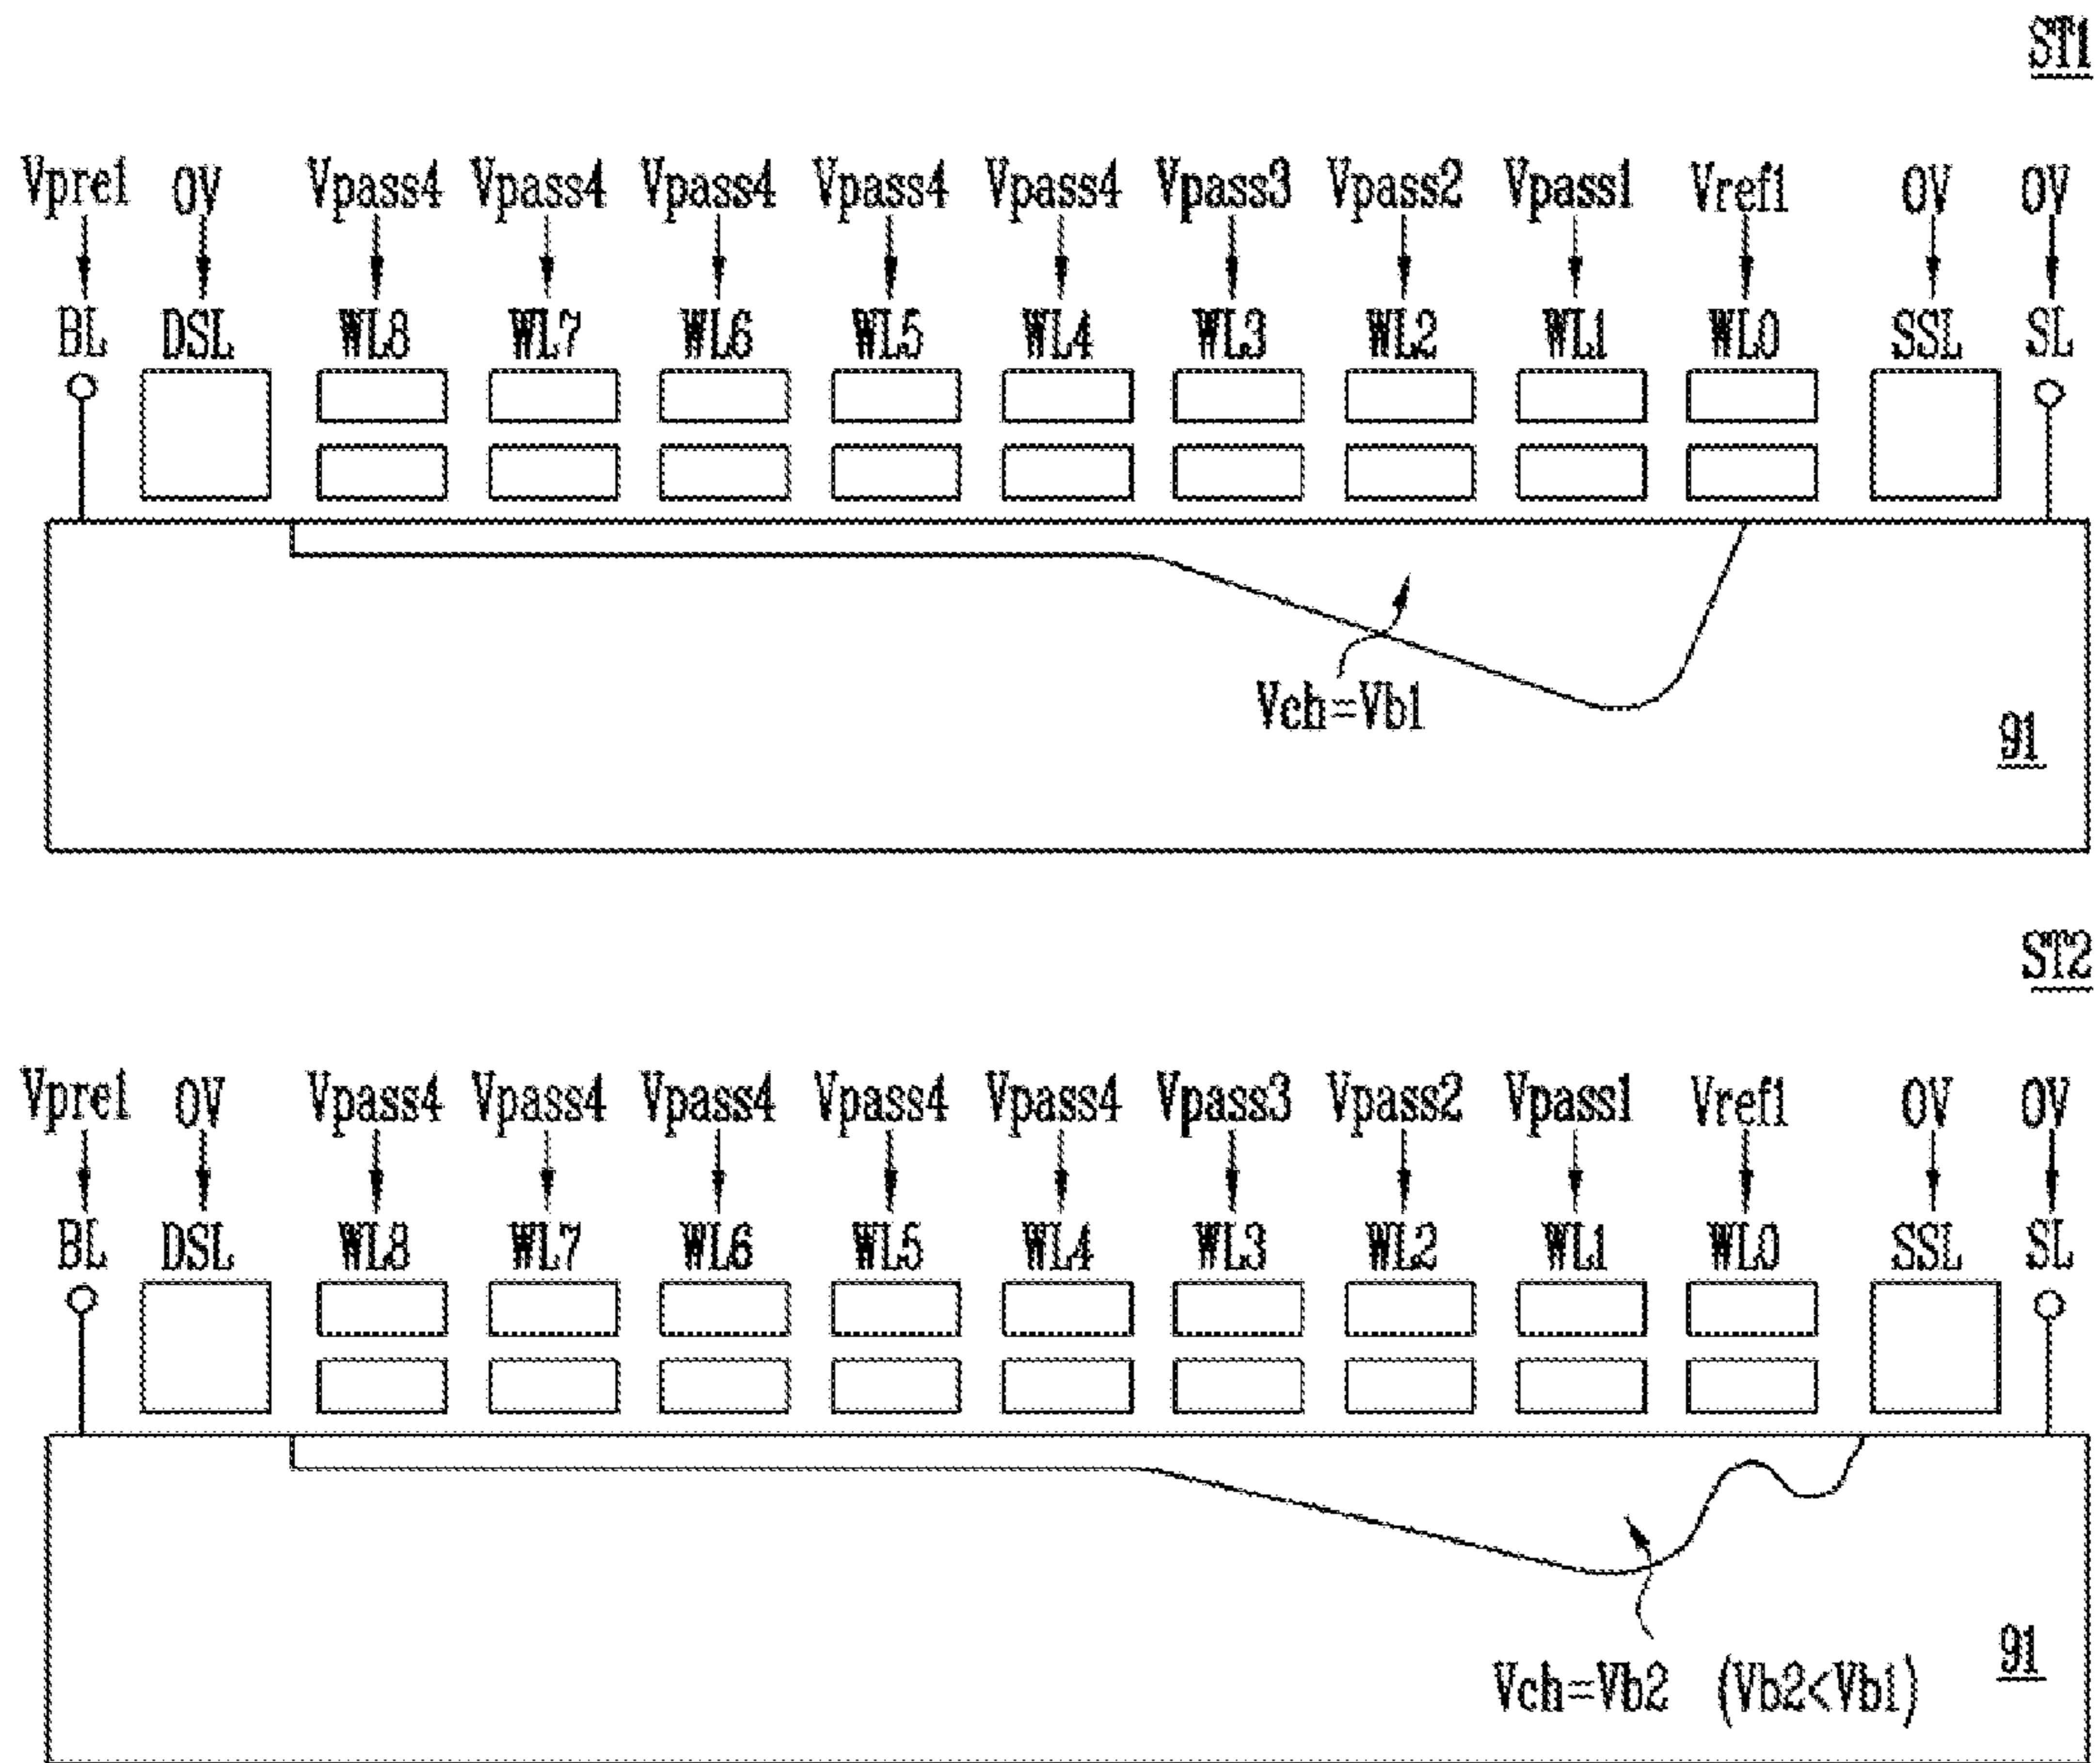 ST1
Vpre1 0V Vpass4 Vpass4 Vpass4 Vpass4 Vpass4 Vpass3 Vpass2 Vpass1 Vref1 0V 0V
BL DSL WL8 WL7 WL6 WL5 WL4 WL3 WL2 WL1 WL0 SSL SL
Vch=Vb1
91
ST2
Vpre1 0V Vpass4 Vpass4 Vpass4 Vpass4 Vpass4 Vpass3 Vpass2 Vpass1 Vref1 0V 0V
BL DSL WL8 WL7 WL6 WL5 WL4 WL3 WL2 WL1 WL0 SSL SL
91
Vch=Vb2 (Vb2<Vb1)